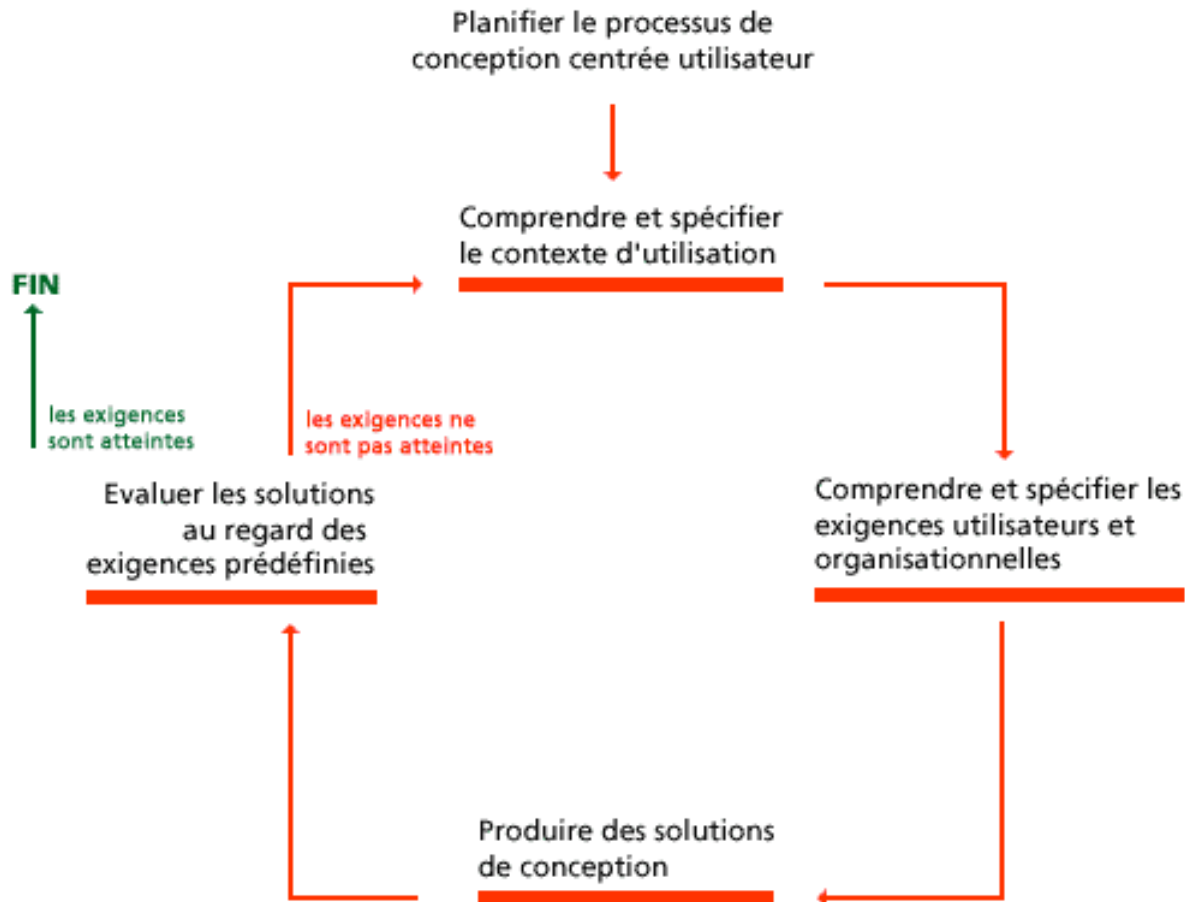 Planifier le processus de
conception centrée utilisateur
Comprendre et spécifier
le contexte d'utilisation
FIN
les exigences
sont atteintes
les exigences ne
sont pas atteintes
Evaluer les solutions
au regard des
exigences prédéfinies
Comprendre et spécifier les
exigences utilisateurs et
organisationnelles
Produire des solutions
de conception